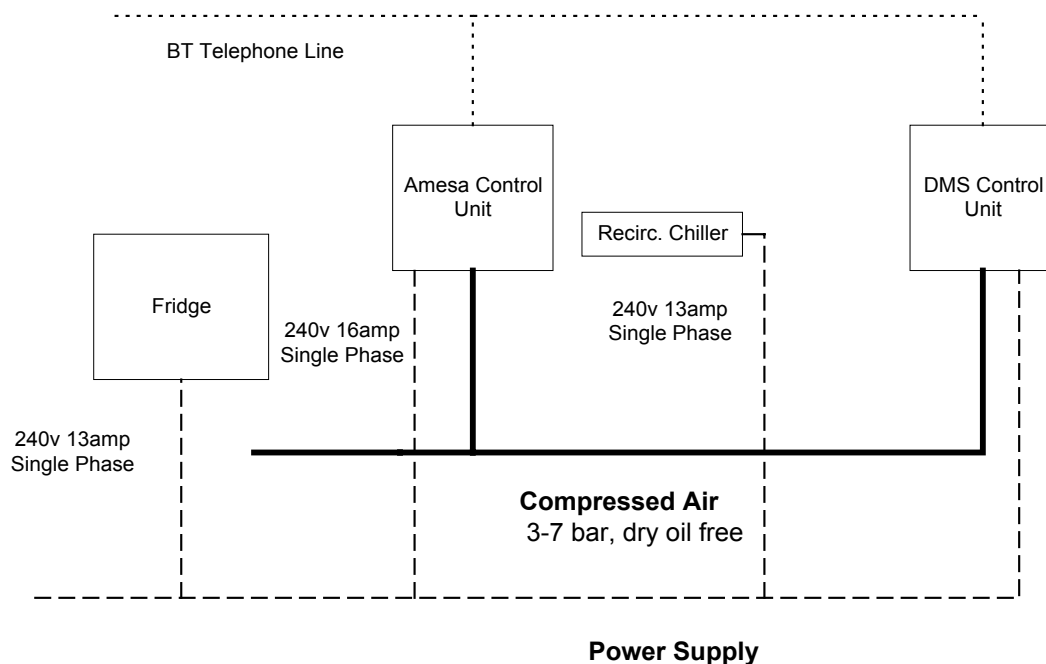 BT Telephone Line
Amesa Control
Unit
DMS Control
Unit
Recirc. Chiller
Fridge
240v 16amp
Single Phase
240v 13amp
Single Phase
240v 13amp
Single Phase
Compressed Air
3-7 bar, dry oil free
Power Supply